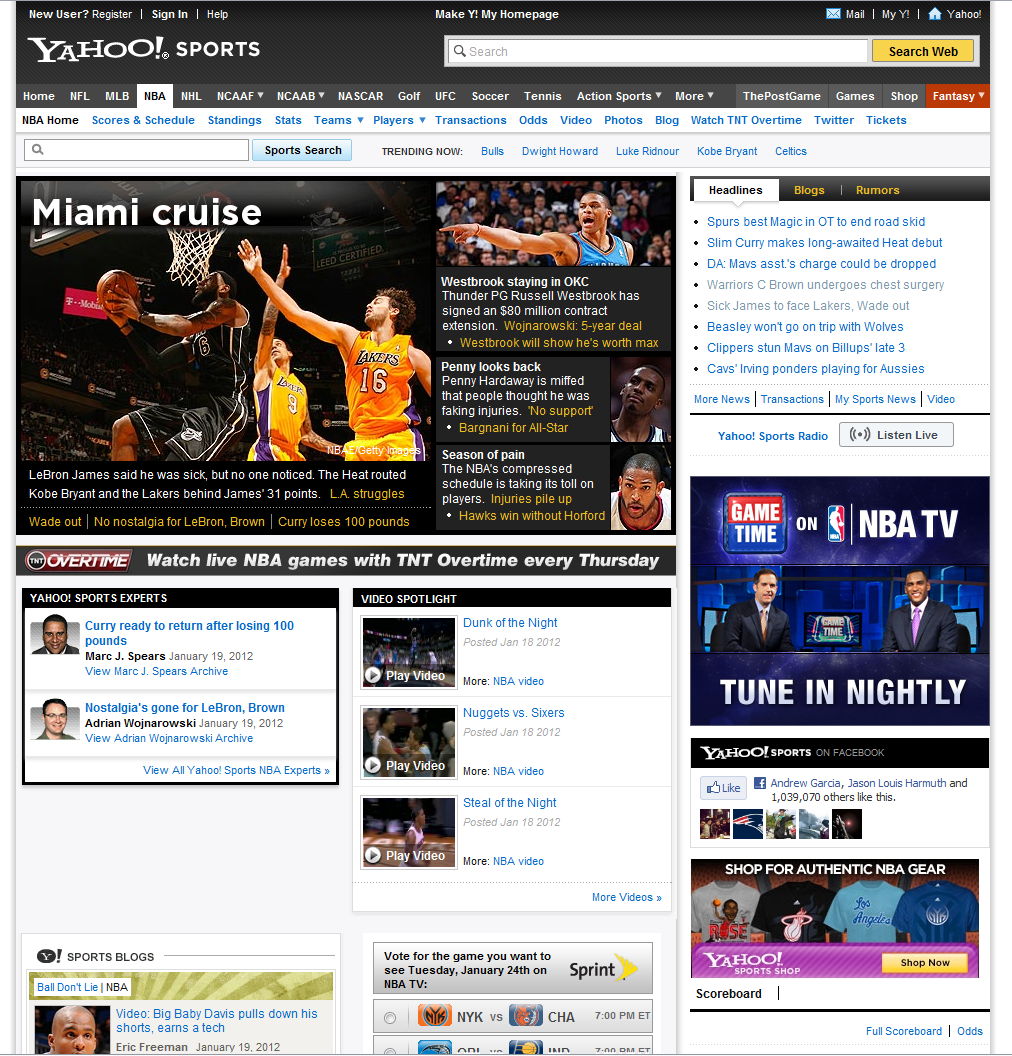 New User? Register | Sign In | Help
Make Y! My Homepage
Mail | My Y! | Yahoo!
YAHOO!® SPORTS
Search
Search Web
Home NFL MLB NBA NHL NCAAF NCAAB NASCAR Golf UFC Soccer Tennis Action Sports More ThePostGame Games Shop Fantasy
NBA Home Scores & Schedule Standings Stats Teams Players Transactions Odds Video Photos Blog Watch TNT Overtime Twitter Tickets
Sports Search
TRENDING NOW: Bulls Dwight Howard Luke Ridnour Kobe Bryant Celtics
Miami cruise
LEED CERTIFIED
T-Mobile
6
LAKERS
9
LAKERS
16
NBAE/Getty Images
LeBron James said he was sick, but no one noticed. The Heat routed
Kobe Bryant and the Lakers behind James' 31 points. L.A. struggles
Wade out | No nostalgia for LeBron, Brown | Curry loses 100 pounds
Westbrook staying in OKC
Thunder PG Russell Westbrook has
signed an $80 million contract
extension. Wojnarowski: 5-year deal
• Westbrook will show he's worth max
Penny looks back
Penny Hardaway is miffed
that people thought he was
faking injuries. 'No support'
• Bargnani for All-Star
Season of pain
The NBA's compressed
schedule is taking its toll on
players. Injuries pile up
• Hawks win without Horford
Headlines Blogs | Rumors
• Spurs best Magic in OT to end road skid
• Slim Curry makes long-awaited Heat debut
• DA: Mavs asst.'s charge could be dropped
• Warriors C Brown undergoes chest surgery
• Sick James to face Lakers, Wade out
• Beasley won't go on trip with Wolves
• Clippers stun Mavs on Billups' late 3
• Cavs' Irving ponders playing for Aussies
More News | Transactions | My Sports News | Video
Yahoo! Sports Radio Listen Live
GAME TIME ON NBA | NBA TV
GAME TIME
TUNE IN NIGHTLY
TNT OVERTIME Watch live NBA games with TNT Overtime every Thursday
YAHOO! SPORTS EXPERTS
Curry ready to return after losing 100
pounds
Marc J. Spears January 19, 2012
View Marc J. Spears Archive
Nostalgia's gone for LeBron, Brown
Adrian Wojnarowski January 19, 2012
View Adrian Wojnarowski Archive
View All Yahoo! Sports NBA Experts »
VIDEO SPOTLIGHT
Dunk of the Night
Posted Jan 18 2012
Play Video
More: NBA video
Nuggets vs. Sixers
Posted Jan 18 2012
Play Video
More: NBA video
Steal of the Night
Posted Jan 18 2012
Play Video
More: NBA video
More Videos »
YAHOO! SPORTS ON FACEBOOK
Like
Andrew Garcia, Jason Louis Harmuth and
1,039,070 others like this.
SHOP FOR AUTHENTIC NBA GEAR
ROSE
Los Angeles
YAHOO!
SPORTS SHOP
Shop Now
Scoreboard |
Full Scoreboard | Odds
Y! SPORTS BLOGS
Ball Don't Lie | NBA
Video: Big Baby Davis pulls down his
shorts, earns a tech
Eric Freeman January 19, 2012
Vote for the game you want to
see Tuesday, January 24th on
NBA TV:
Sprint
NYK vs CHA 7:00 PM ET
ORL vs IND 7:00 PM ET